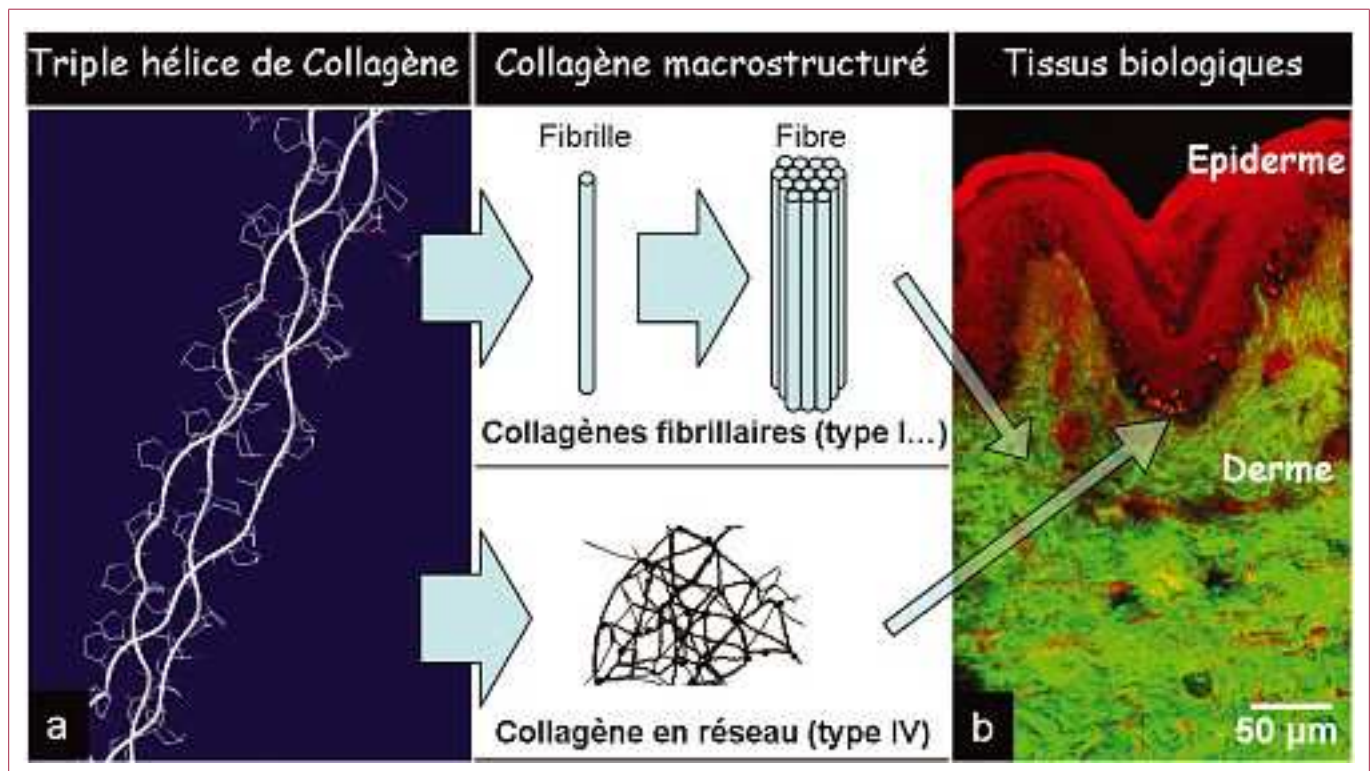 Triple hélice de Collagène
Collagène macrostructuré
Tissus biologiques
Fibrille
Fibre
Collagènes fibrillaires (type I...)
Collagène en réseau (type IV)
Epiderme
Derme
a
b
50 µm